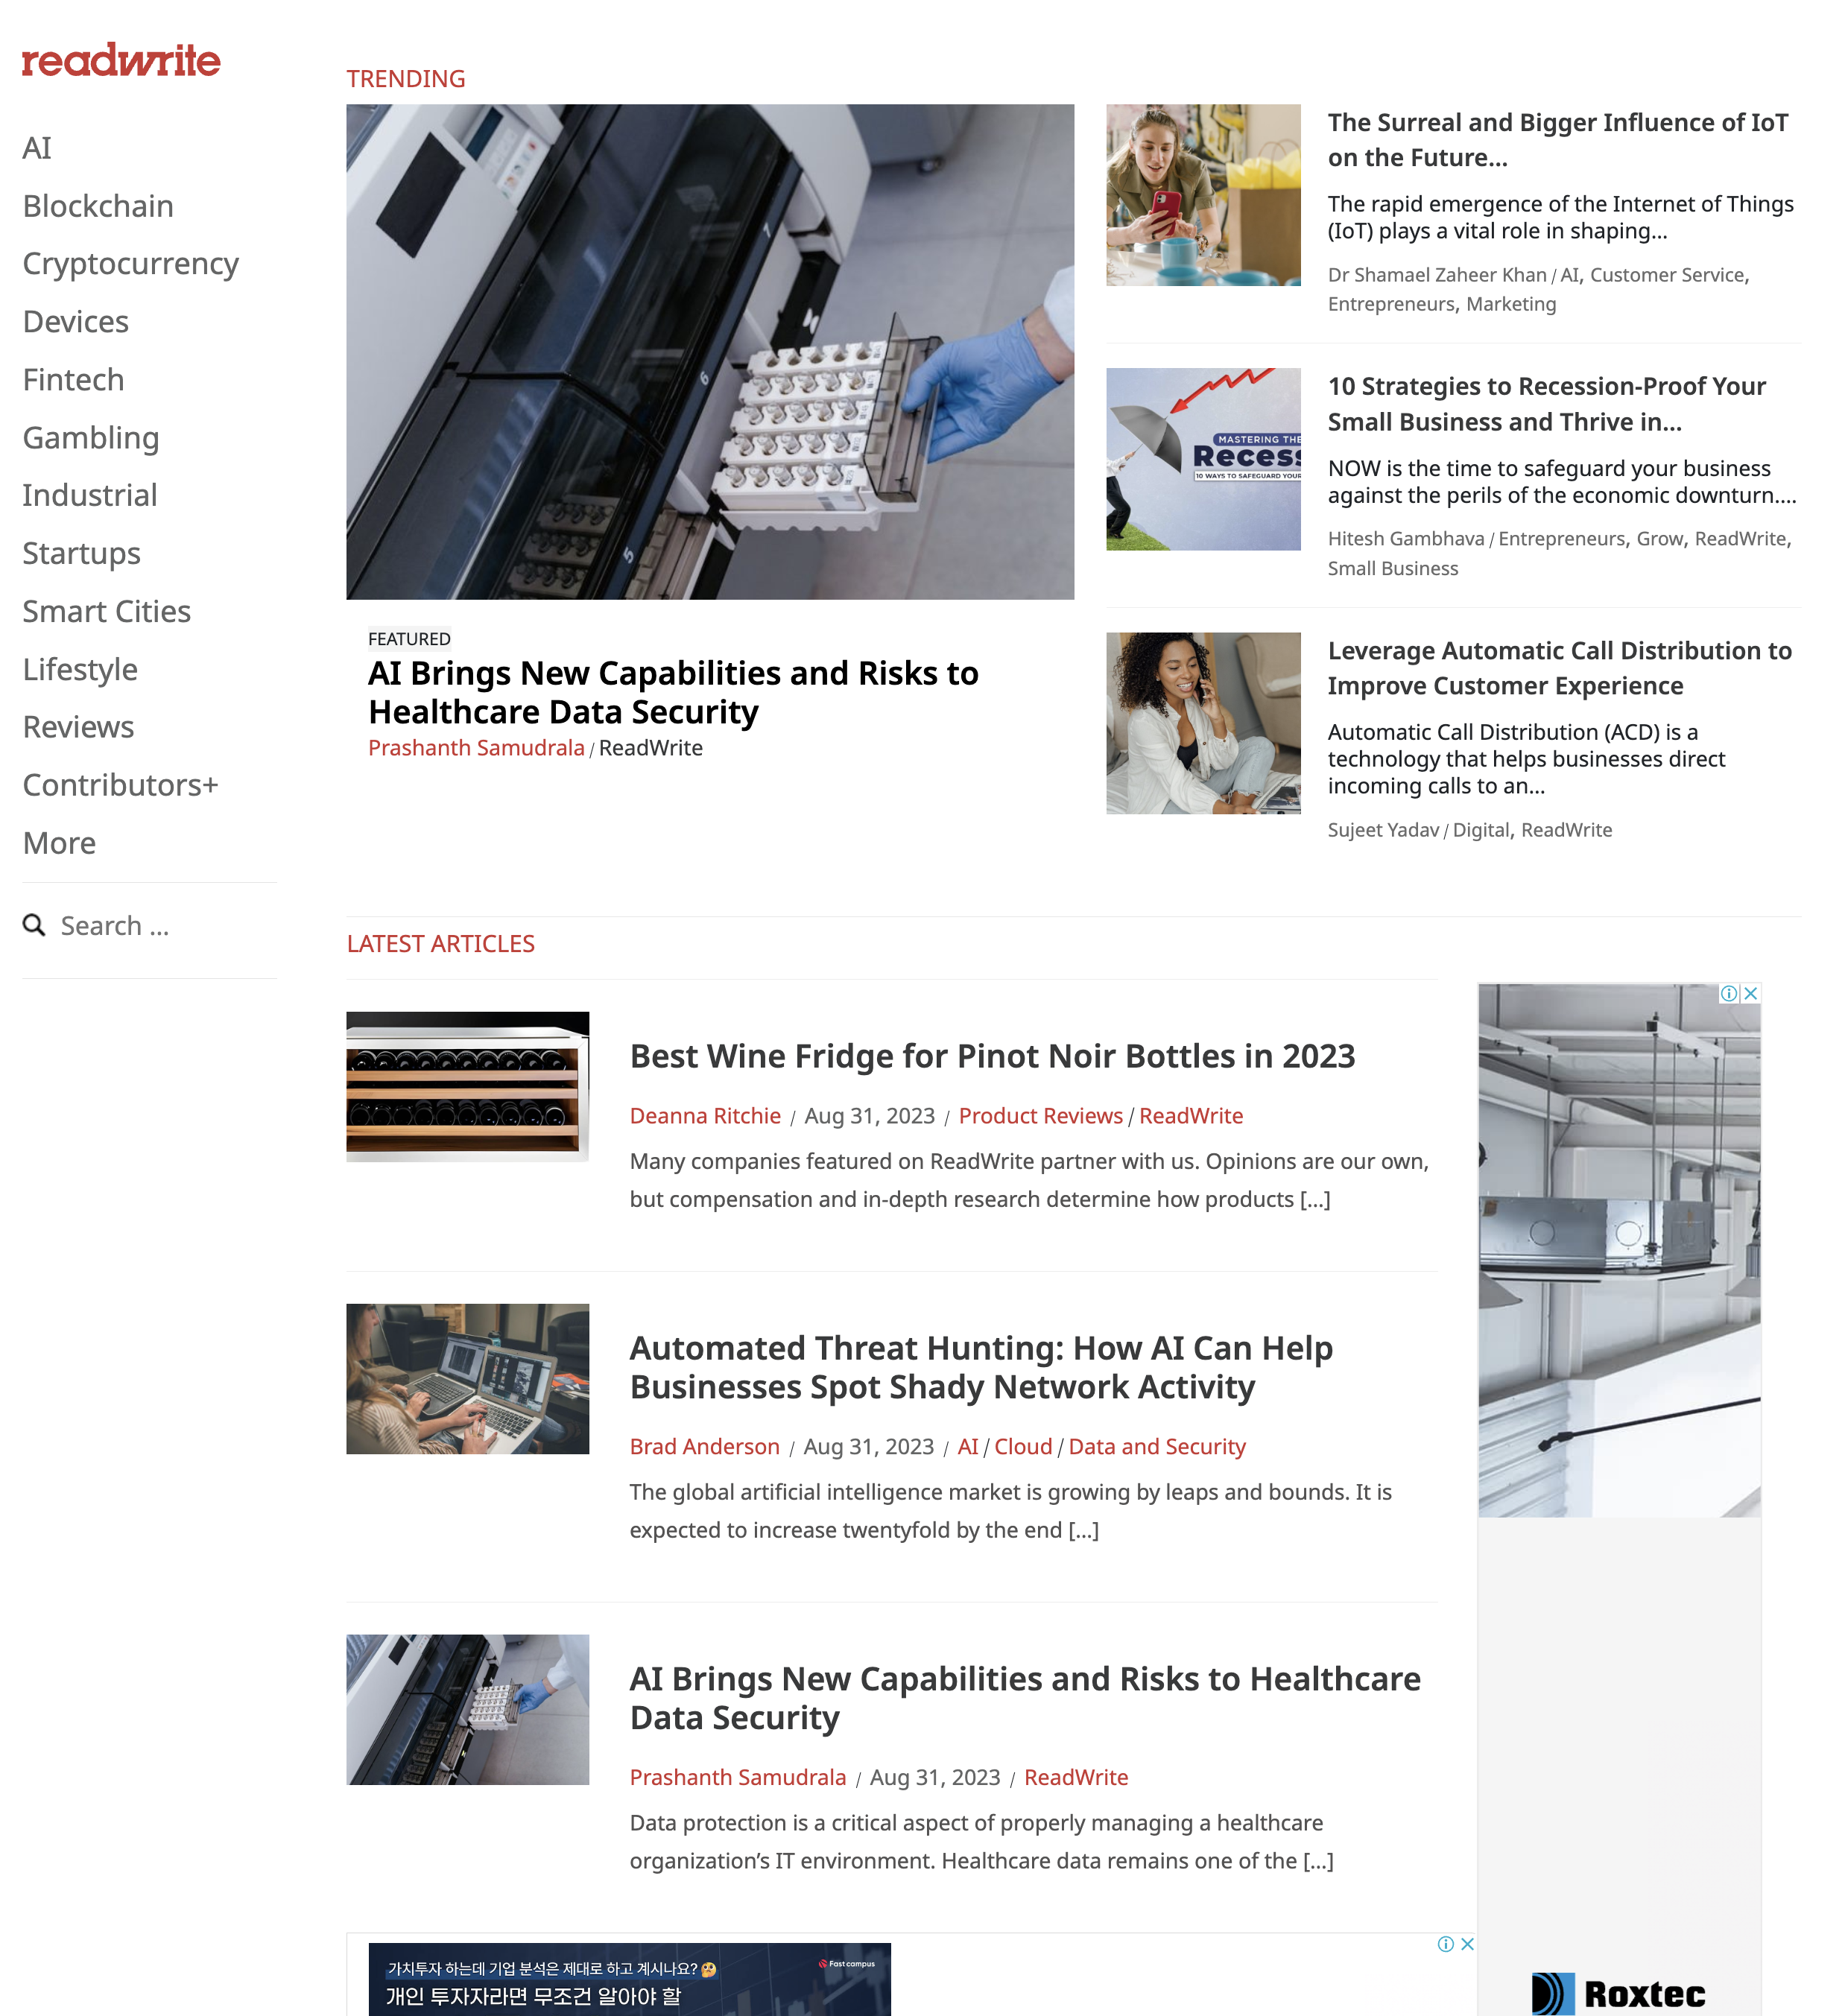 readwrite
AI
Blockchain
Cryptocurrency
Devices
Fintech
Gambling
Industrial
Startups
Smart Cities
Lifestyle
Reviews
Contributors+
More
Search ...
TRENDING
7
6
5
FEATURED
AI Brings New Capabilities and Risks to
Healthcare Data Security
Prashanth Samudrala / ReadWrite
The Surreal and Bigger Influence of IoT
on the Future...
The rapid emergence of the Internet of Things
(IoT) plays a vital role in shaping...
Dr Shamael Zaheer Khan / AI, Customer Service,
Entrepreneurs, Marketing
MASTERING THE
Recess
10 WAYS TO SAFEGUARD YOUR
10 Strategies to Recession-Proof Your
Small Business and Thrive in...
NOW is the time to safeguard your business
against the perils of the economic downturn....
Hitesh Gambhava / Entrepreneurs, Grow, ReadWrite,
Small Business
Leverage Automatic Call Distribution to
Improve Customer Experience
Automatic Call Distribution (ACD) is a
technology that helps businesses direct
incoming calls to an...
Sujeet Yadav / Digital, ReadWrite
LATEST ARTICLES
Best Wine Fridge for Pinot Noir Bottles in 2023
Deanna Ritchie / Aug 31, 2023 / Product Reviews / ReadWrite
Many companies featured on ReadWrite partner with us. Opinions are our own,
but compensation and in-depth research determine how products [...]
Automated Threat Hunting: How AI Can Help
Businesses Spot Shady Network Activity
Brad Anderson / Aug 31, 2023 / AI / Cloud / Data and Security
The global artificial intelligence market is growing by leaps and bounds. It is
expected to increase twentyfold by the end [...]
AI Brings New Capabilities and Risks to Healthcare
Data Security
Prashanth Samudrala / Aug 31, 2023 / ReadWrite
Data protection is a critical aspect of properly managing a healthcare
organization’s IT environment. Healthcare data remains one of the [...]
가치투자 하는데 기업 분석은 제대로 하고 계시나요? 🤔
Fast campus
개인 투자자라면 무조건 알아야 할
Roxtec